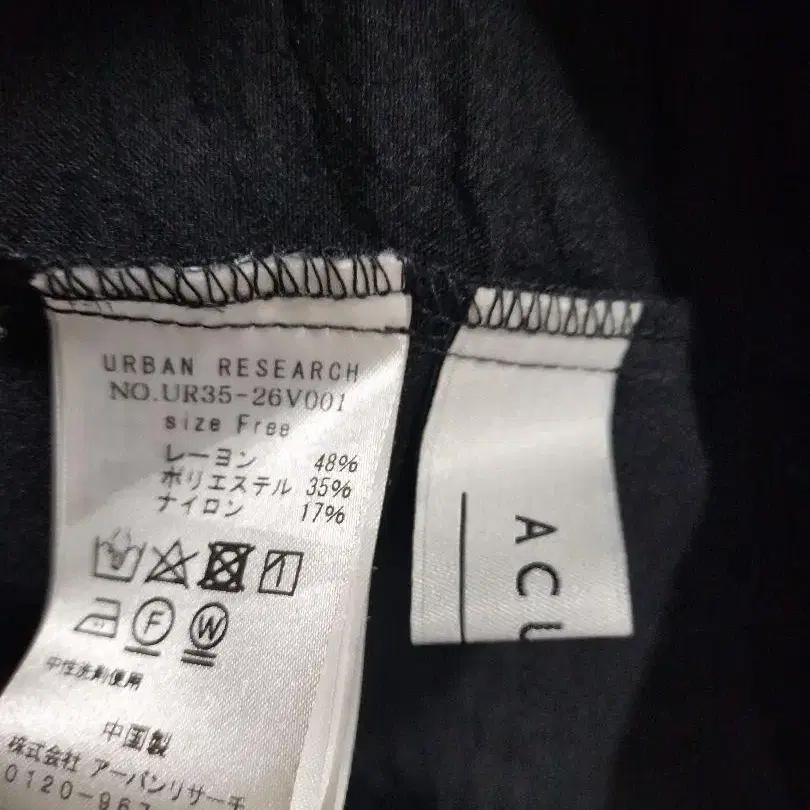 URBAN RESEARCH
NO.UR35-26V001
size Free
レーヨン 48%
ポリエステル 35%
ナイロン 17%
F W
中性洗剤使用
中国製
株式会社 アーバンリサーチ
0120-967
AC